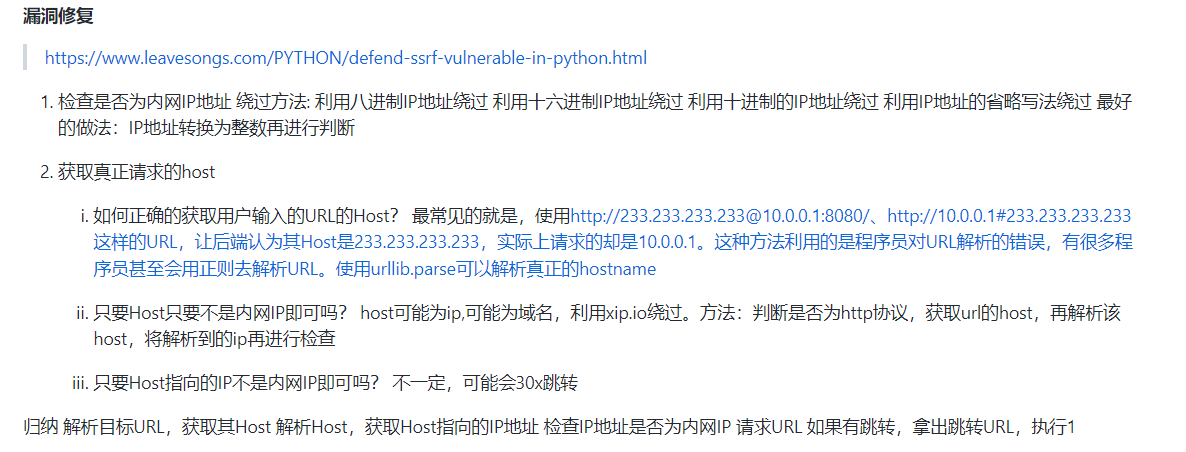 漏洞修复
https://www.leavesongs.com/PYTHON/defend-ssrf-vulnerable-in-python.html
1. 检查是否为内网IP地址 绕过方法: 利用八进制IP地址绕过 利用十六进制IP地址绕过 利用十进制的IP地址绕过 利用IP地址的省略写法绕过 最好
的做法：IP地址转换为整数再进行判断
2. 获取真正请求的host
i. 如何正确的获取用户输入的URL的Host？ 最常见的就是，使用http://233.233.233.233@10.0.0.1:8080/、http://10.0.0.1#233.233.233.233
这样的URL，让后端认为其Host是233.233.233.233，实际上请求的却是10.0.0.1。这种方法利用的是程序员对URL解析的错误，有很多程
序员甚至会用正则去解析URL。使用urllib.parse可以解析真正的hostname
ii. 只要Host只要不是内网IP即可吗？ host可能为ip,可能为域名，利用xip.io绕过。方法：判断是否为http协议，获取url的host，再解析该
host，将解析到的ip再进行检查
iii. 只要Host指向的IP不是内网IP即可吗？ 不一定，可能会30x跳转
归纳 解析目标URL，获取其Host 解析Host，获取Host指向的IP地址 检查IP地址是否为内网IP 请求URL 如果有跳转，拿出跳转URL，执行1